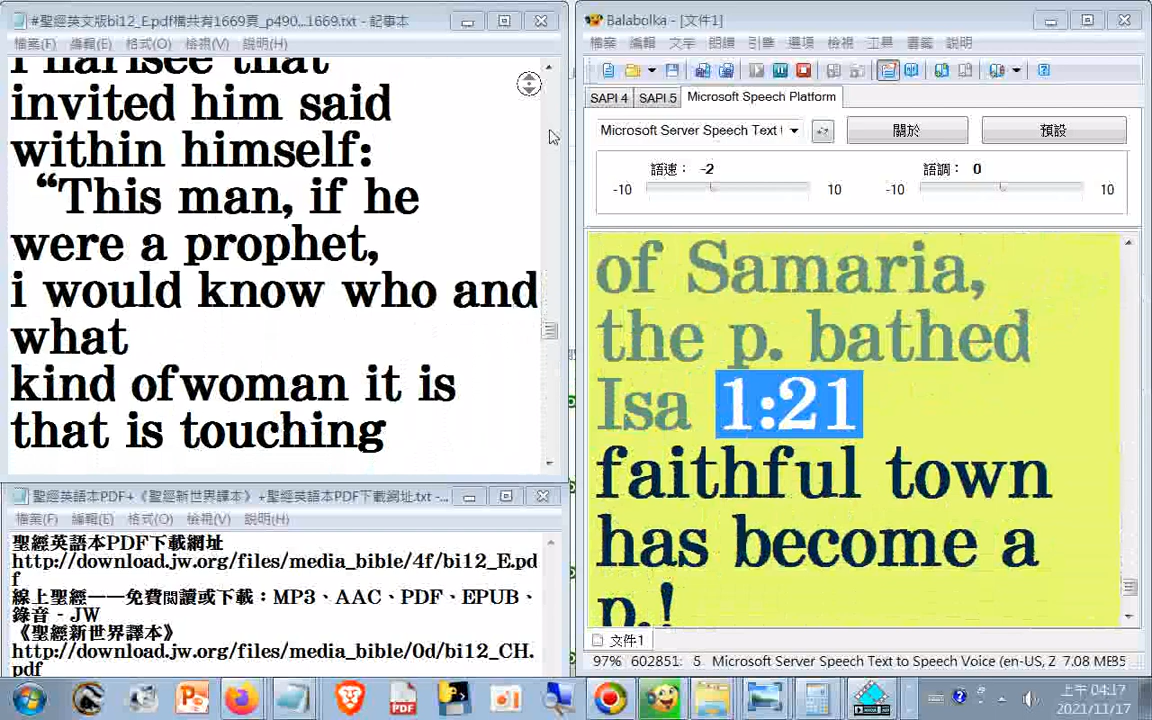 #聖經英文版bi12_E.pdf檔共有1669頁_p490...1669.txt - 記事本
檔案(F) 編輯(E) 格式(O) 檢視(V) 說明(H)
Pharisee that
invited him said
within himself:
“This man, if he
were a prophet,
i would know who and
what
kind of woman it is
that is touching
聖經英語本PDF+《聖經新世界譯本》+聖經英語本PDF下載網址.txt -...
檔案(F) 編輯(E) 格式(O) 檢視(V) 說明(H)
聖經英語本PDF下載網址
http://download.jw.org/files/media_bible/4f/bi12_E.pd
f
線上聖經——免費閱讀或下載：MP3、AAC、PDF、EPUB、
錄音 - JW
《聖經新世界譯本》
http://download.jw.org/files/media_bible/0d/bi12_CH.
pdf
Balabolka - [文件1]
檔案 編輯 文字 朗讀 引擎 選項 檢視 工具 書籤 說明
SAPI 4 SAPI 5 Microsoft Speech Platform
Microsoft Server Speech Text 關於 預設
語速： -2 語調： 0
-10 10 -10 10
of Samaria,
the p. bathed
Isa 1:21
faithful town
has become a
p.!
文件1
97% 602851: 5 Microsoft Server Speech Text to Speech Voice (en-US, Z 7.08 MB
上午 04:17
2021/11/17